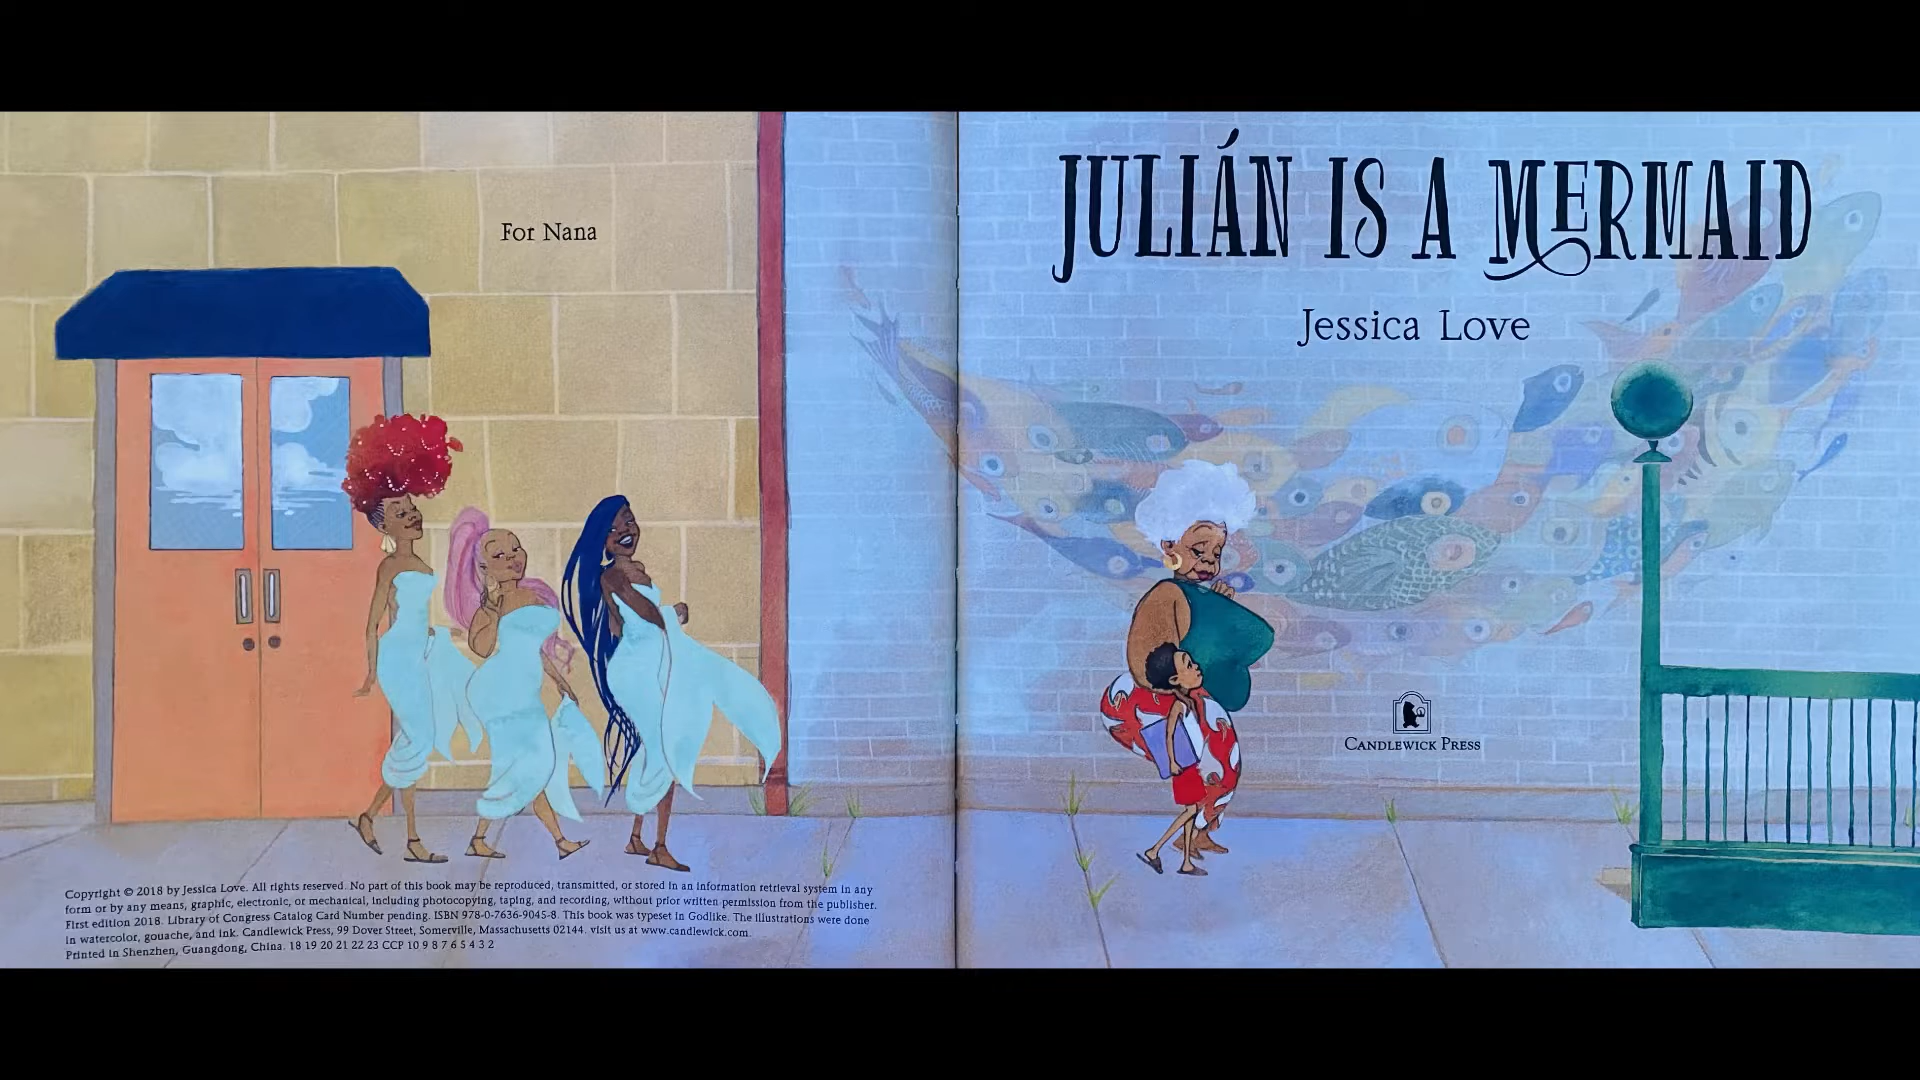 For Nana
Copyright © 2018 by Jessica Love. All rights reserved. No part of this book may be reproduced, transmitted, or stored in an information retrieval system in any
form or by any means, graphic, electronic, or mechanical, including photocopying, taping, and recording, without prior written permission from the publisher.
First edition 2018. Library of Congress Catalog Card Number pending. ISBN 978-0-7636-9045-8. This book was typeset in Godlike. The illustrations were done
in watercolor, gouache, and ink. Candlewick Press, 99 Dover Street, Somerville, Massachusetts 02144. visit us at www.candlewick.com.
Printed in Shenzhen, Guangdong, China. 18 19 20 21 22 23 CCP 10 9 8 7 6 5 4 3 2
JULIÁN IS A MERMAID
Jessica Love
CANDLEWICK PRESS